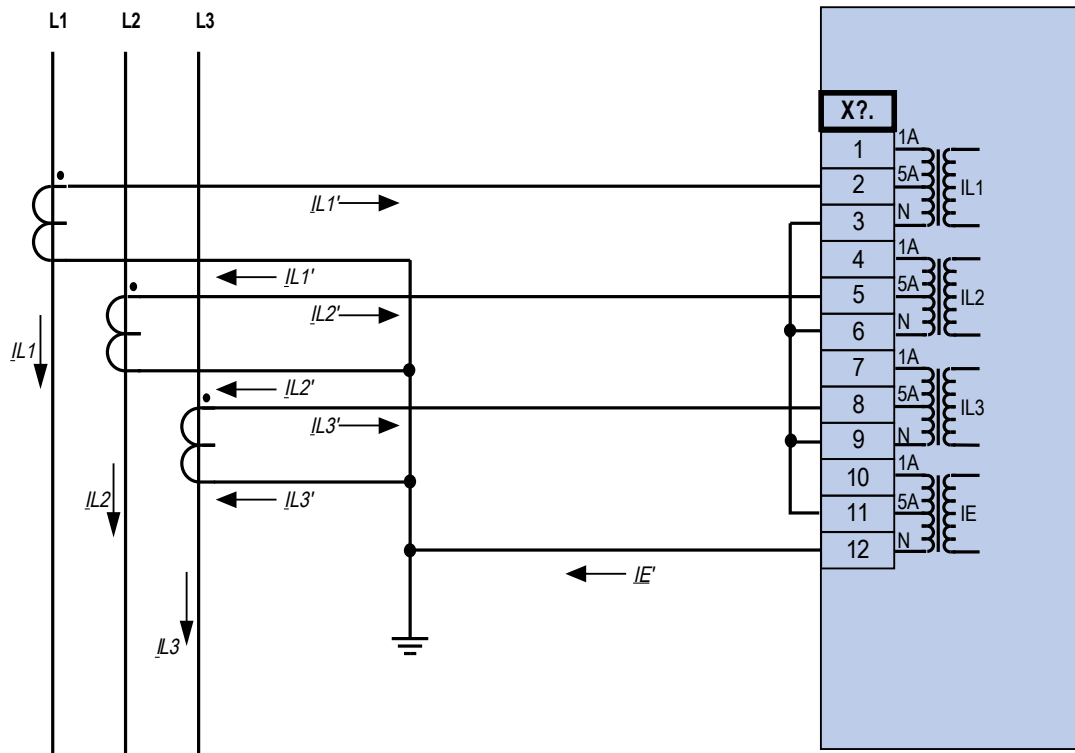 L1 L2 L3
X?.
1 1A
2 5A IL1
3 N
4 1A
5 5A IL2
6 N
7 1A
8 5A IL3
9 N
10 1A
11 5A IE
12 N
IL1'
IL1'
IL2'
IL1
IL2'
IL3'
IL2
IL3'
IE'
IL3